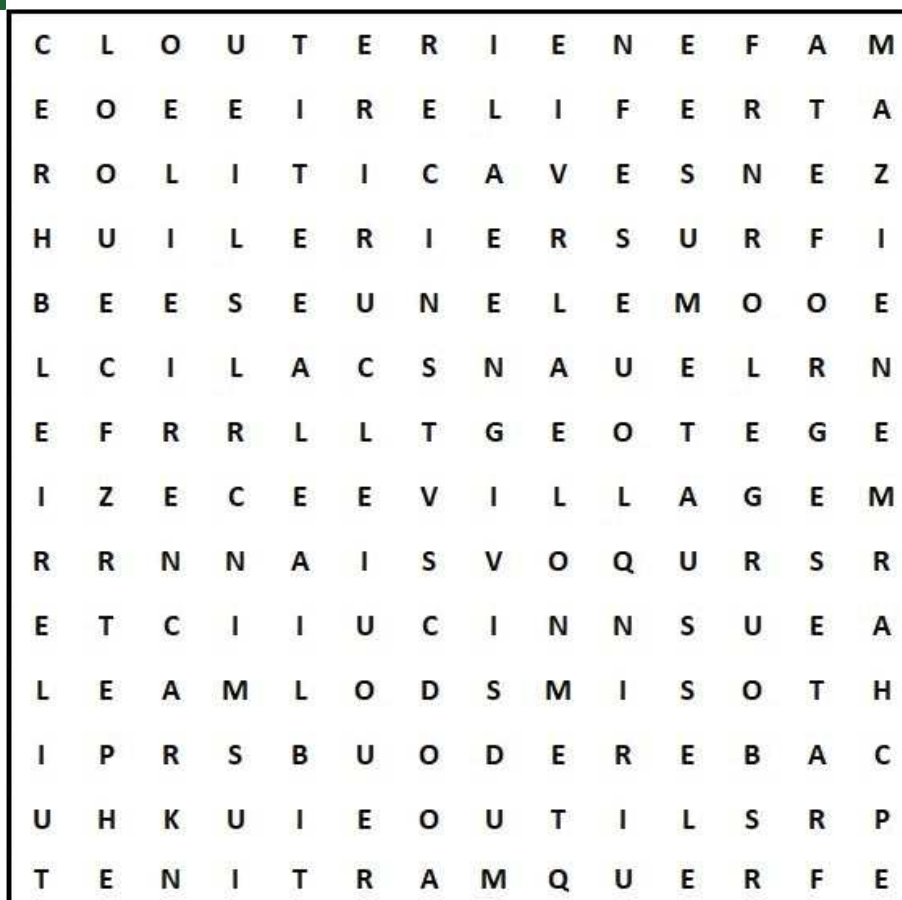 C L O U T E R I E N E F A M
E O E E I R E L I F E R T A
R O L I T I C A V E S N E Z
H U I L E R I E R S U R F I
B E E S E U N E L E M O O E
L C I L A C S N A U E L R N
E F R R L L T G E O T E G E
I Z E C E E V I L L A G E M
R R N N A I S V O Q U R S R
E T C I I U C I N N S U E A
L E A M L O D S M I S O T H
I P R S B U O D E R E B A C
U H K U I E O U T I L S R P
T E N I T R A M Q U E R F E